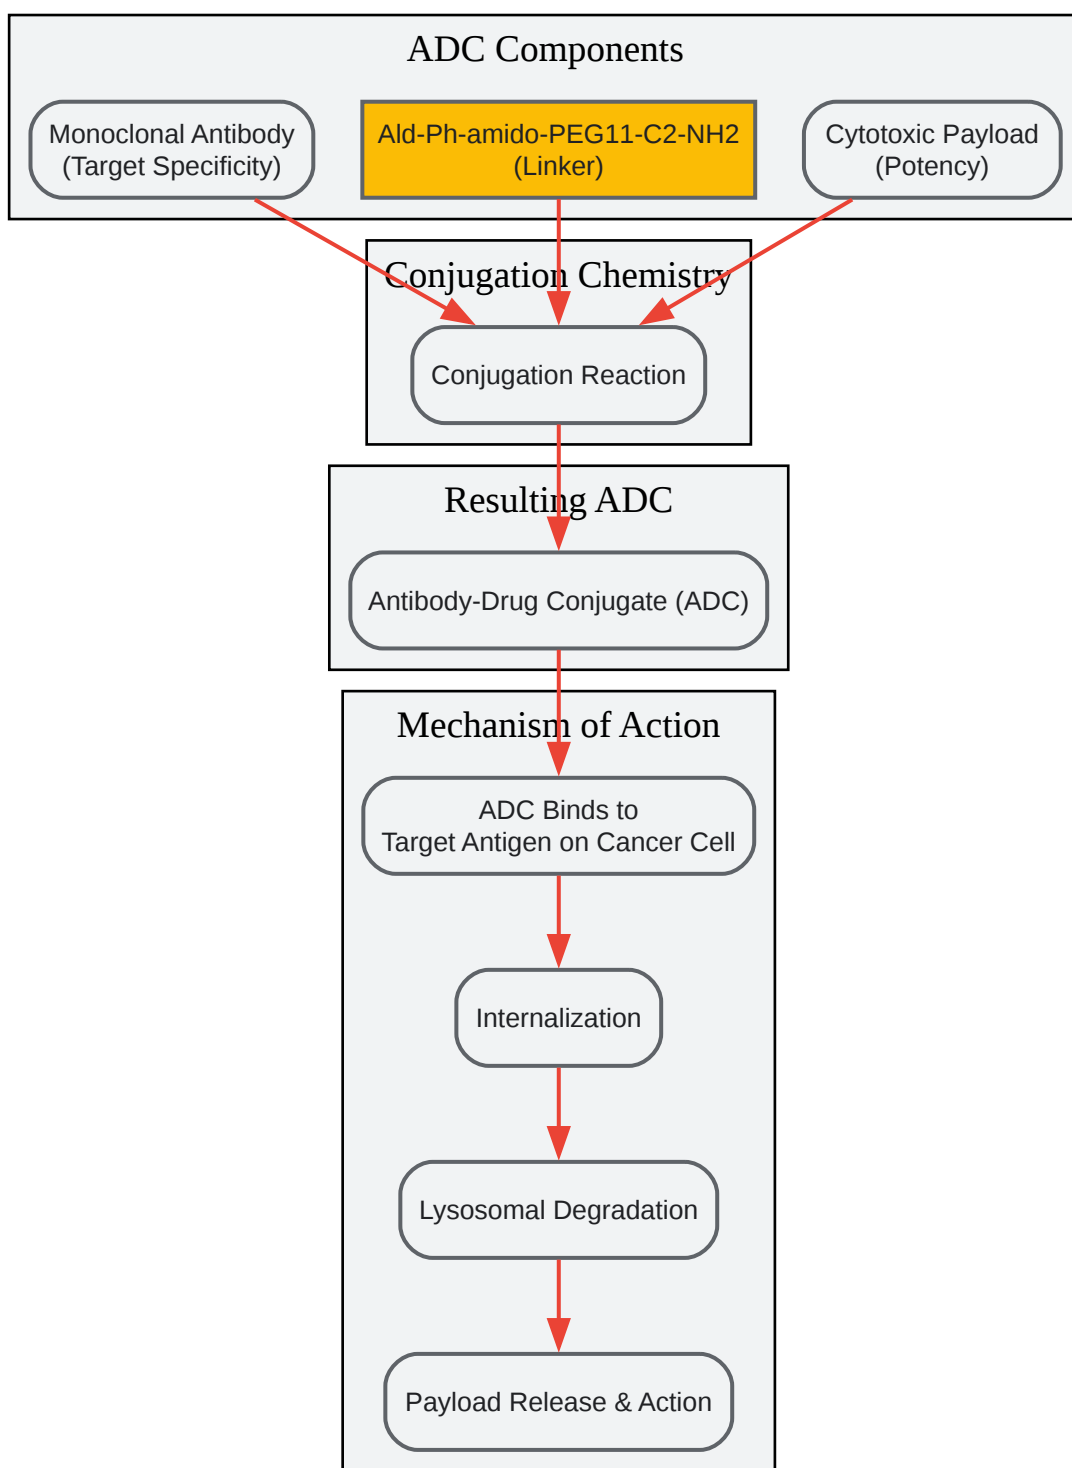 ADC Components
Monoclonal Antibody
(Target Specificity)
Ald-Ph-amido-PEG11-C2-NH2
(Linker)
Cytotoxic Payload
(Potency)
Conjugation Chemistry
Conjugation Reaction
Resulting ADC
Antibody-Drug Conjugate (ADC)
Mechanism of Action
ADC Binds to
Target Antigen on Cancer Cell
Internalization
Lysosomal Degradation
Payload Release & Action